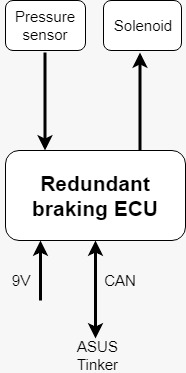 Pressure
sensor
Solenoid
Redundant
braking ECU
9V
CAN
ASUS
Tinker